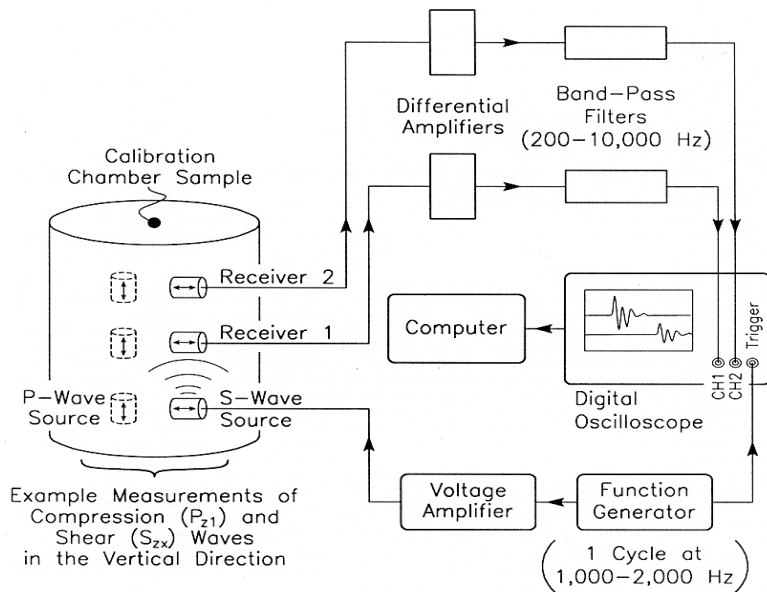 Differential
Amplifiers
Band-Pass
Filters
(200-10,000 Hz)
Calibration
Chamber Sample
Receiver 2
Receiver 1
Computer
Trigger
CH1
CH2
Digital
Oscilloscope
P-Wave
Source
S-Wave
Source
Voltage
Amplifier
Function
Generator
Example Measurements of
Compression (Pz1) and
Shear (Szx) Waves
in the Vertical Direction
1 Cycle at
1,000-2,000 Hz